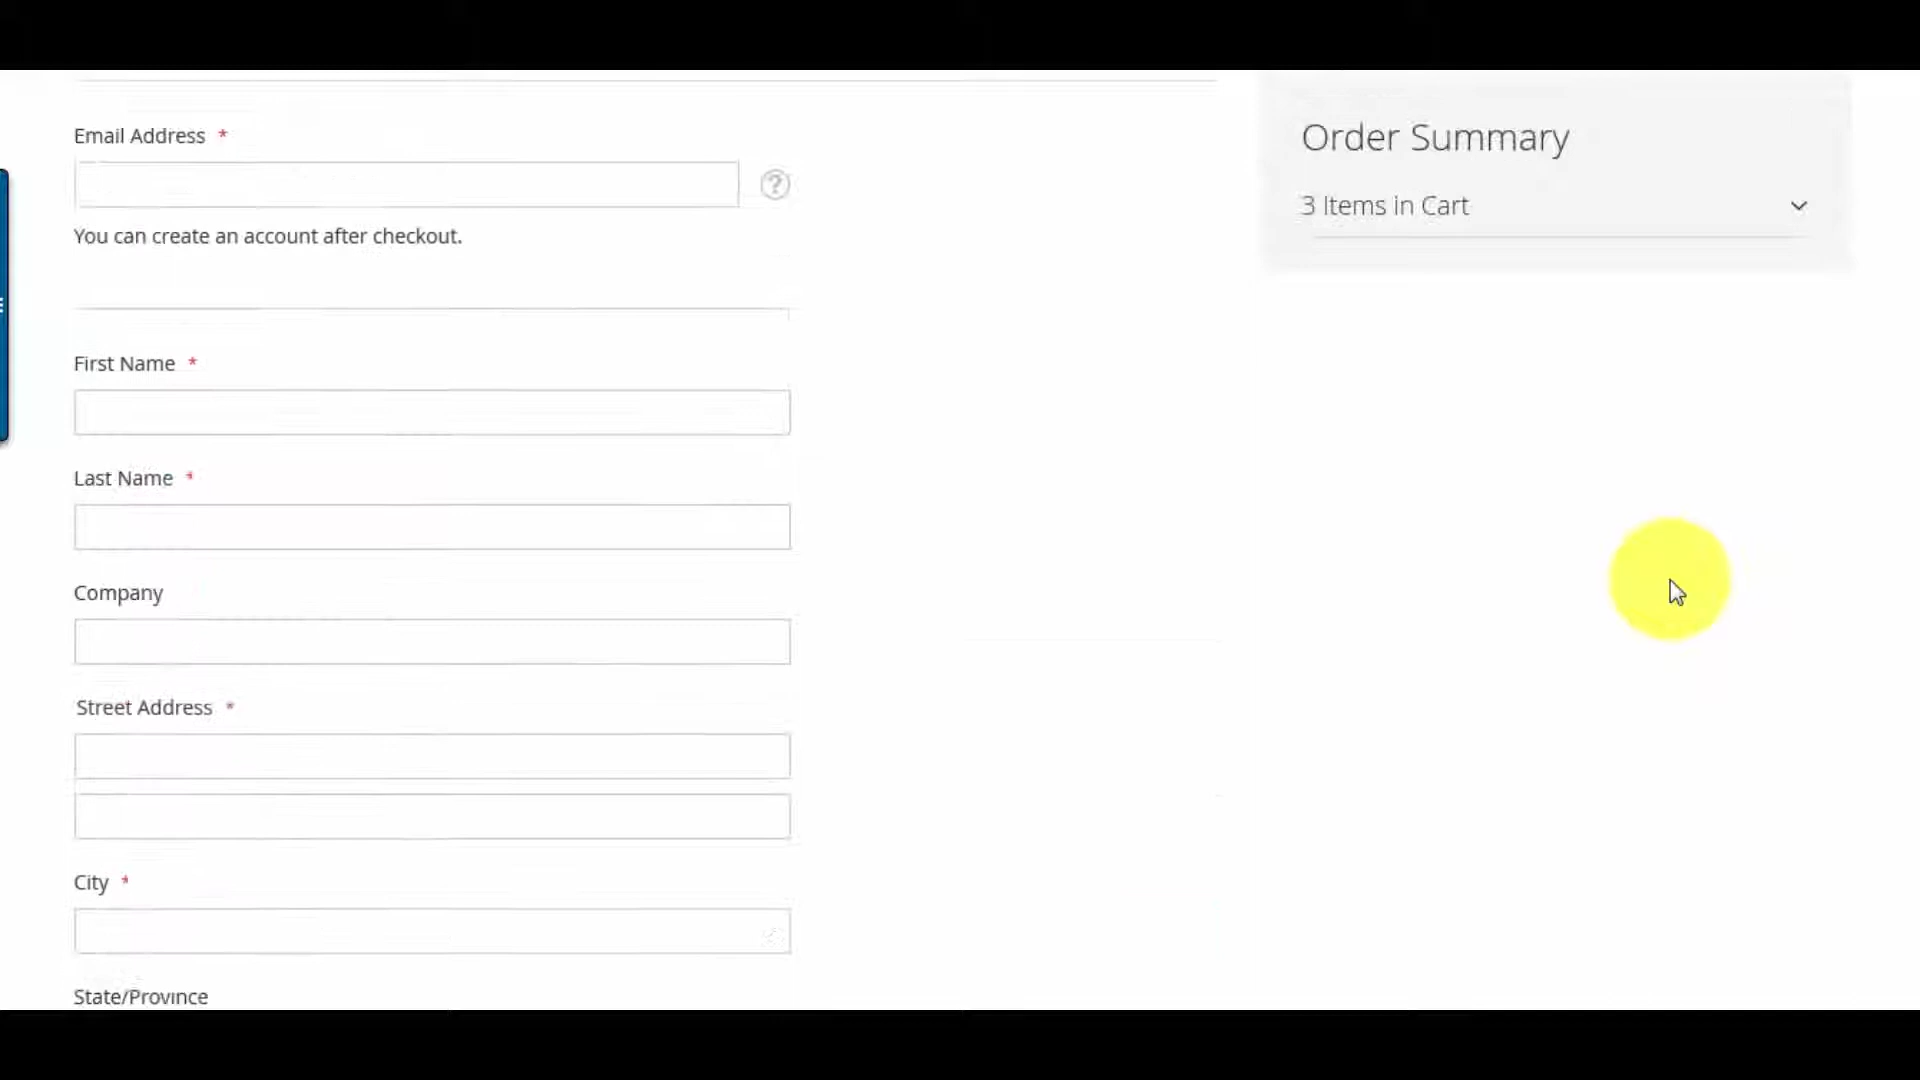 Email Address *
You can create an account after checkout.
First Name *
Last Name *
Company
Street Address *
City *
State/Province
Order Summary
3 Items in Cart